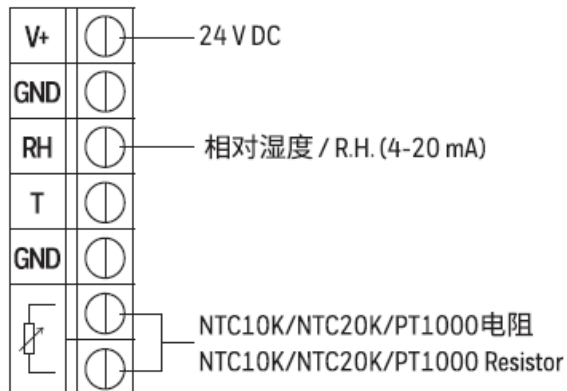 V+ 24 V DC
GND
RH 相对湿度 / R.H. (4-20 mA)
T
GND
NTC10K/NTC20K/PT1000电阻
NTC10K/NTC20K/PT1000 Resistor